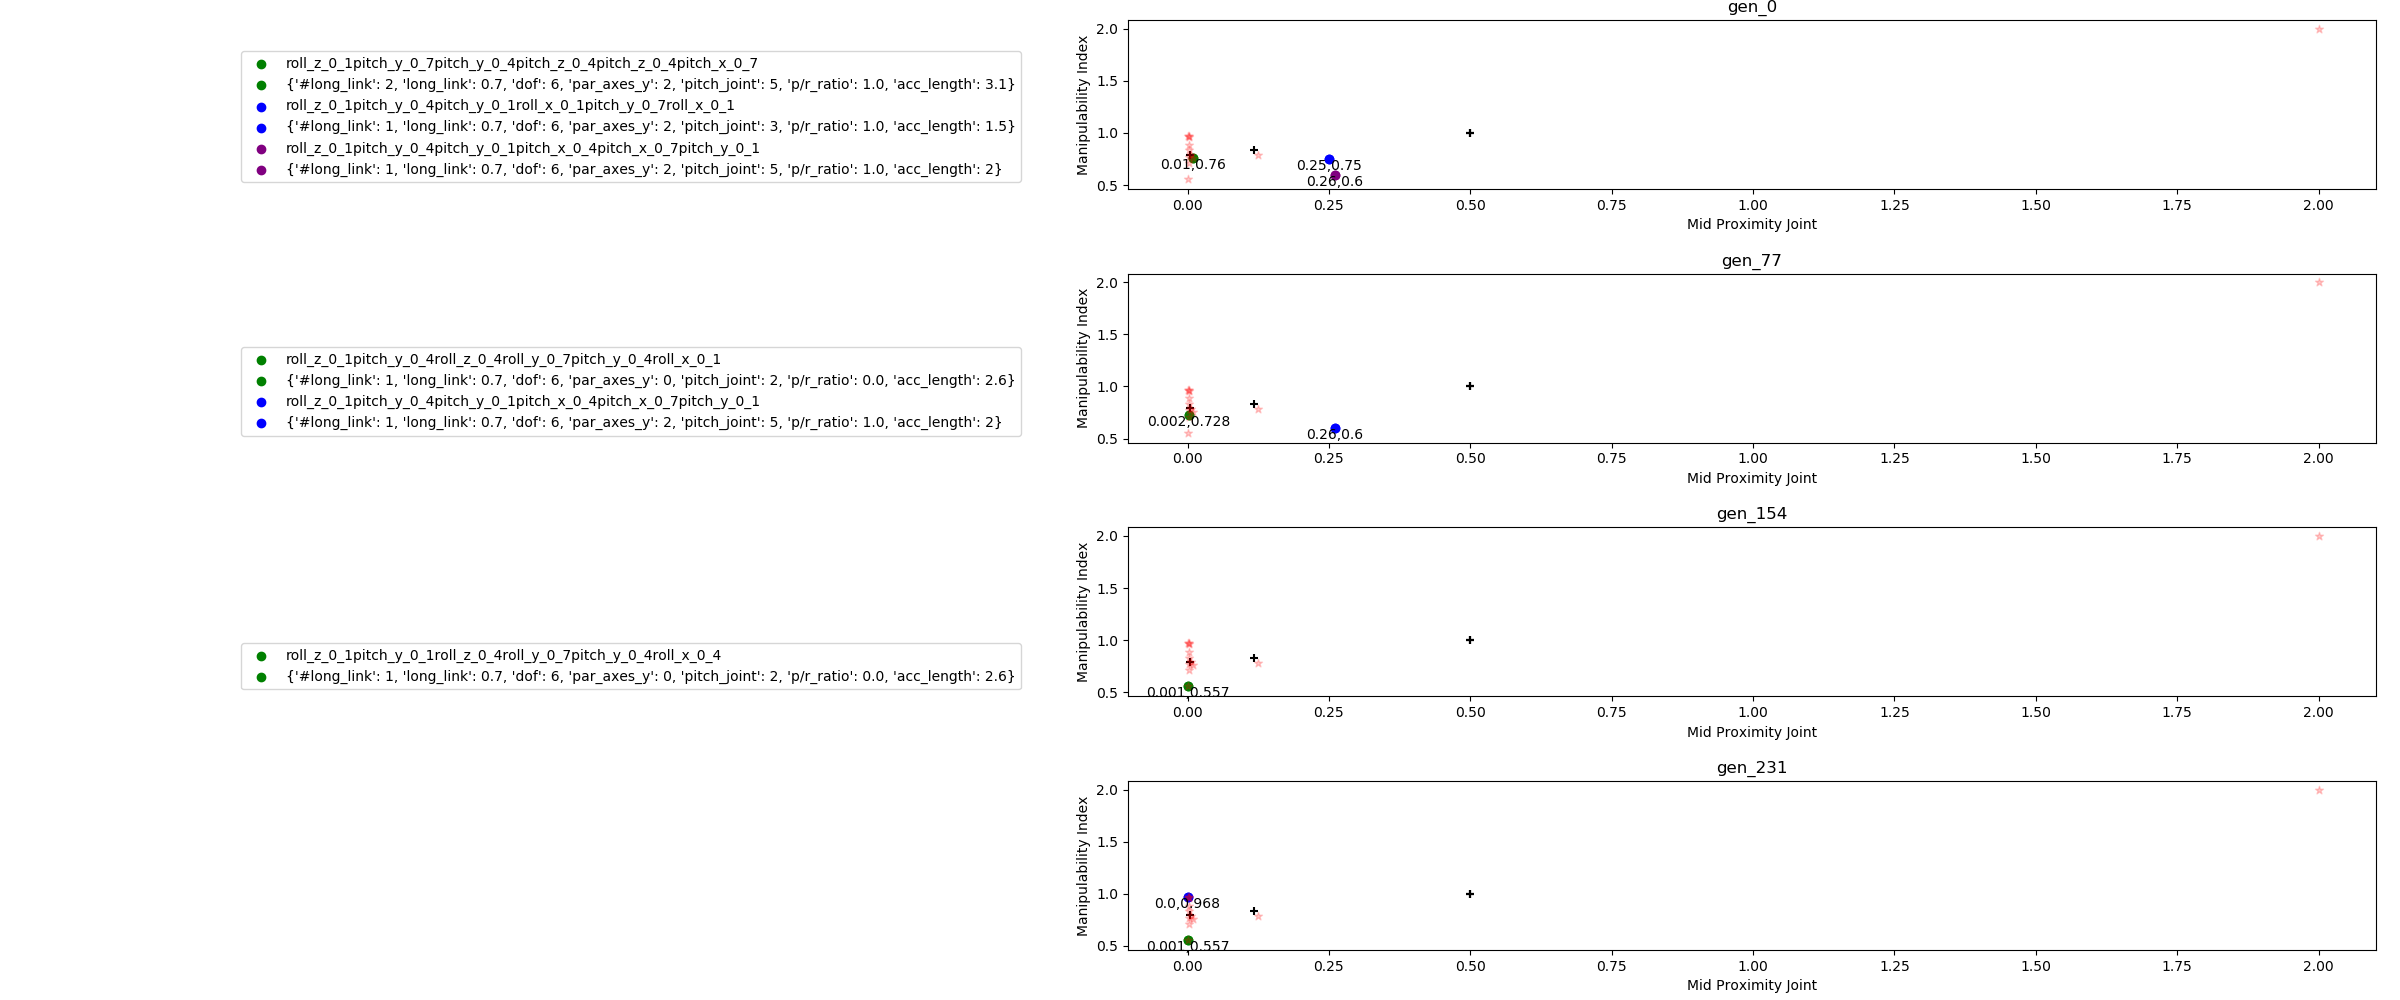 gen_0
roll_z_0_1pitch_y_0_7pitch_y_0_4pitch_z_0_4pitch_z_0_4pitch_x_0_7
{'#long_link': 2, 'long_link': 0.7, 'dof': 6, 'par_axes_y': 2, 'pitch_joint': 5, 'p/r_ratio': 1.0, 'acc_length': 3.1}
roll_z_0_1pitch_y_0_4pitch_y_0_1roll_x_0_1pitch_y_0_7roll_x_0_1
{'#long_link': 1, 'long_link': 0.7, 'dof': 6, 'par_axes_y': 2, 'pitch_joint': 3, 'p/r_ratio': 1.0, 'acc_length': 1.5}
roll_z_0_1pitch_y_0_4pitch_y_0_1pitch_x_0_4pitch_x_0_7pitch_y_0_1
{'#long_link': 1, 'long_link': 0.7, 'dof': 6, 'par_axes_y': 2, 'pitch_joint': 5, 'p/r_ratio': 1.0, 'acc_length': 2}
Manipulability Index
2.0
1.5
1.0
0.5
0.01,0.76
0.25,0.75
0.26,0.6
0.00 0.25 0.50 0.75 1.00 1.25 1.50 1.75 2.00
Mid Proximity Joint
gen_77
roll_z_0_1pitch_y_0_4roll_z_0_4roll_y_0_7pitch_y_0_4roll_x_0_1
{'#long_link': 1, 'long_link': 0.7, 'dof': 6, 'par_axes_y': 0, 'pitch_joint': 2, 'p/r_ratio': 0.0, 'acc_length': 2.6}
roll_z_0_1pitch_y_0_4pitch_y_0_1pitch_x_0_4pitch_x_0_7pitch_y_0_1
{'#long_link': 1, 'long_link': 0.7, 'dof': 6, 'par_axes_y': 2, 'pitch_joint': 5, 'p/r_ratio': 1.0, 'acc_length': 2}
Manipulability Index
2.0
1.5
1.0
0.5
0.002,0.728
0.26,0.6
0.00 0.25 0.50 0.75 1.00 1.25 1.50 1.75 2.00
Mid Proximity Joint
gen_154
roll_z_0_1pitch_y_0_1roll_z_0_4roll_y_0_7pitch_y_0_4roll_x_0_4
{'#long_link': 1, 'long_link': 0.7, 'dof': 6, 'par_axes_y': 0, 'pitch_joint': 2, 'p/r_ratio': 0.0, 'acc_length': 2.6}
Manipulability Index
2.0
1.5
1.0
0.5
0.001,0.557
0.00 0.25 0.50 0.75 1.00 1.25 1.50 1.75 2.00
Mid Proximity Joint
gen_231
Manipulability Index
2.0
1.5
1.0
0.5
0.0,0.968
0.001,0.557
0.00 0.25 0.50 0.75 1.00 1.25 1.50 1.75 2.00
Mid Proximity Joint